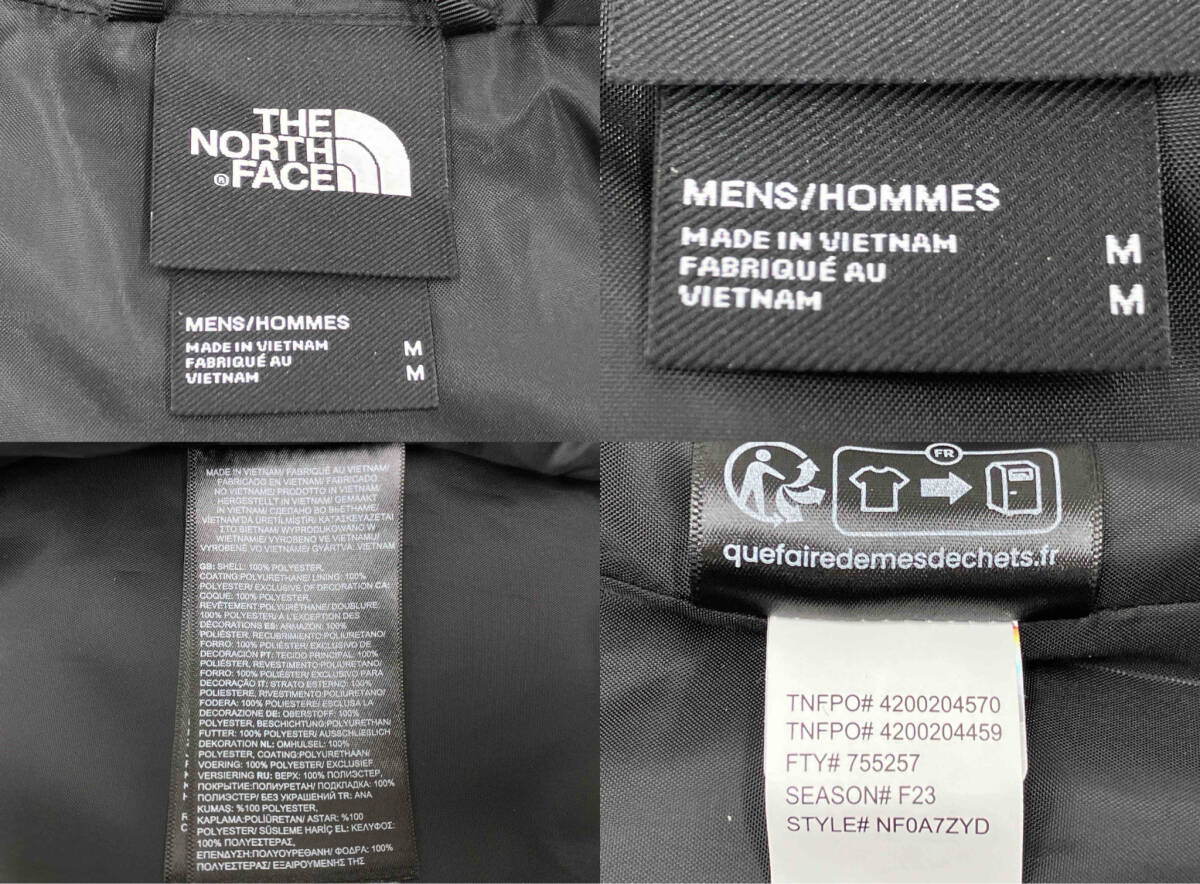 THE
NORTH
FACE
®
MENS/HOMMES
MADE IN VIETNAM
FABRIQUÉ AU
VIETNAM
M
M
MENS/HOMMES
MADE IN VIETNAM
FABRIQUÉ AU
VIETNAM
M
M
MADE IN VIETNAM/ FABRIQUÉ AU VIETNAM/
FABRICADO EN VIETNAM/ FABRICADO
NO VIETNAME/ PRODOTTO IN VIETNAM/
HERGESTELLT IN VIETNAM/ GEMAAKT
IN VIETNAM/ СДЕЛАНО ВО ВЬЕТНАМЕ/
VIETNAM'DA ÜRETİLMİŞTİR/ ΚΑΤΑΣΚΕΥΑΖΕΤΑΙ
ΣΤΟ ΒΙΕΤΝΑΜ/ WYPRODUKOWANO W
WIETNAMIE/ VYROBENO VE VIETNAMU/
VYROBENÉ VO VIETNAME/ GYÁRTVA: VIETNAM
GB: SHELL: 100% POLYESTER,
COATING:POLYURETHANE/ LINING: 100%
POLYESTER/ EXCLUSIVE OF DECORATION CA:
COQUE: 100% POLYESTER,
REVÊTEMENT:POLYURÉTHANE/ DOUBLURE:
100% POLYESTER/ À L'EXCEPTION DES
DÉCORATIONS ES: ARMAZÓN: 100%
POLIÉSTER, RECUBRIMIENTO:POLIURETANO/
FORRO: 100% POLIÉSTER/ EXCLUSIVO DE
DECORACIÓN PT: TECIDO PRINCIPAL: 100%
POLIÉSTER, REVESTIMENTO:POLIURETANO/
FORRO: 100% POLIÉSTER/ EXCLUSIVO PARA
DECORAÇÃO IT: STRATO ESTERNO: 100%
POLIESTERE, RIVESTIMENTO:POLIURETANO/
FODERA: 100% POLIESTERE/ ESCLUSA LA
DECORAZIONE DE: OBERSTOFF: 100%
POLYESTER, BESCHICHTUNG:POLYURETHAN/
FUTTER: 100% POLYESTER/ AUSSCHLIEßLICH
DEKORATION NL: OMHULSEL: 100%
POLYESTER, COATING:POLYURETHAAN/
VOERING: 100% POLYESTER/ EXCLUSIEF
VERSIERING RU: ВЕРХ: 100% ПОЛИЭСТЕР,
ПОКРЫТИЕ:ПОЛИУРЕТАН/ ПОДКЛАДКА: 100%
ПОЛИЭСТЕР/ БЕЗ УКРАШЕНИЙ TR: ANA
KUMAŞ: %100 POLYESTER,
KAPLAMA:POLİÜRETAN/ ASTAR: %100
POLYESTER/ SÜSLEME HARİÇ EL: ΚΕΛΥΦΟΣ:
100% ΠΟΛΥΕΣΤΕΡΑΣ,
ΕΠΕΝΔΥΣΗ:ΠΟΛΥΟΥΡΕΘΑΝΗ/ ΦΟΔΡΑ: 100%
ΠΟΛΥΕΣΤΕΡΑΣ/ ΕΞΑΙΡΟΥΜΕΝΗΣ ΤΗΣ
FR
quefairedemesdechets.fr
TNFPO# 4200204570
TNFPO# 4200204459
FTY# 755257
SEASON# F23
STYLE# NF0A7ZYD